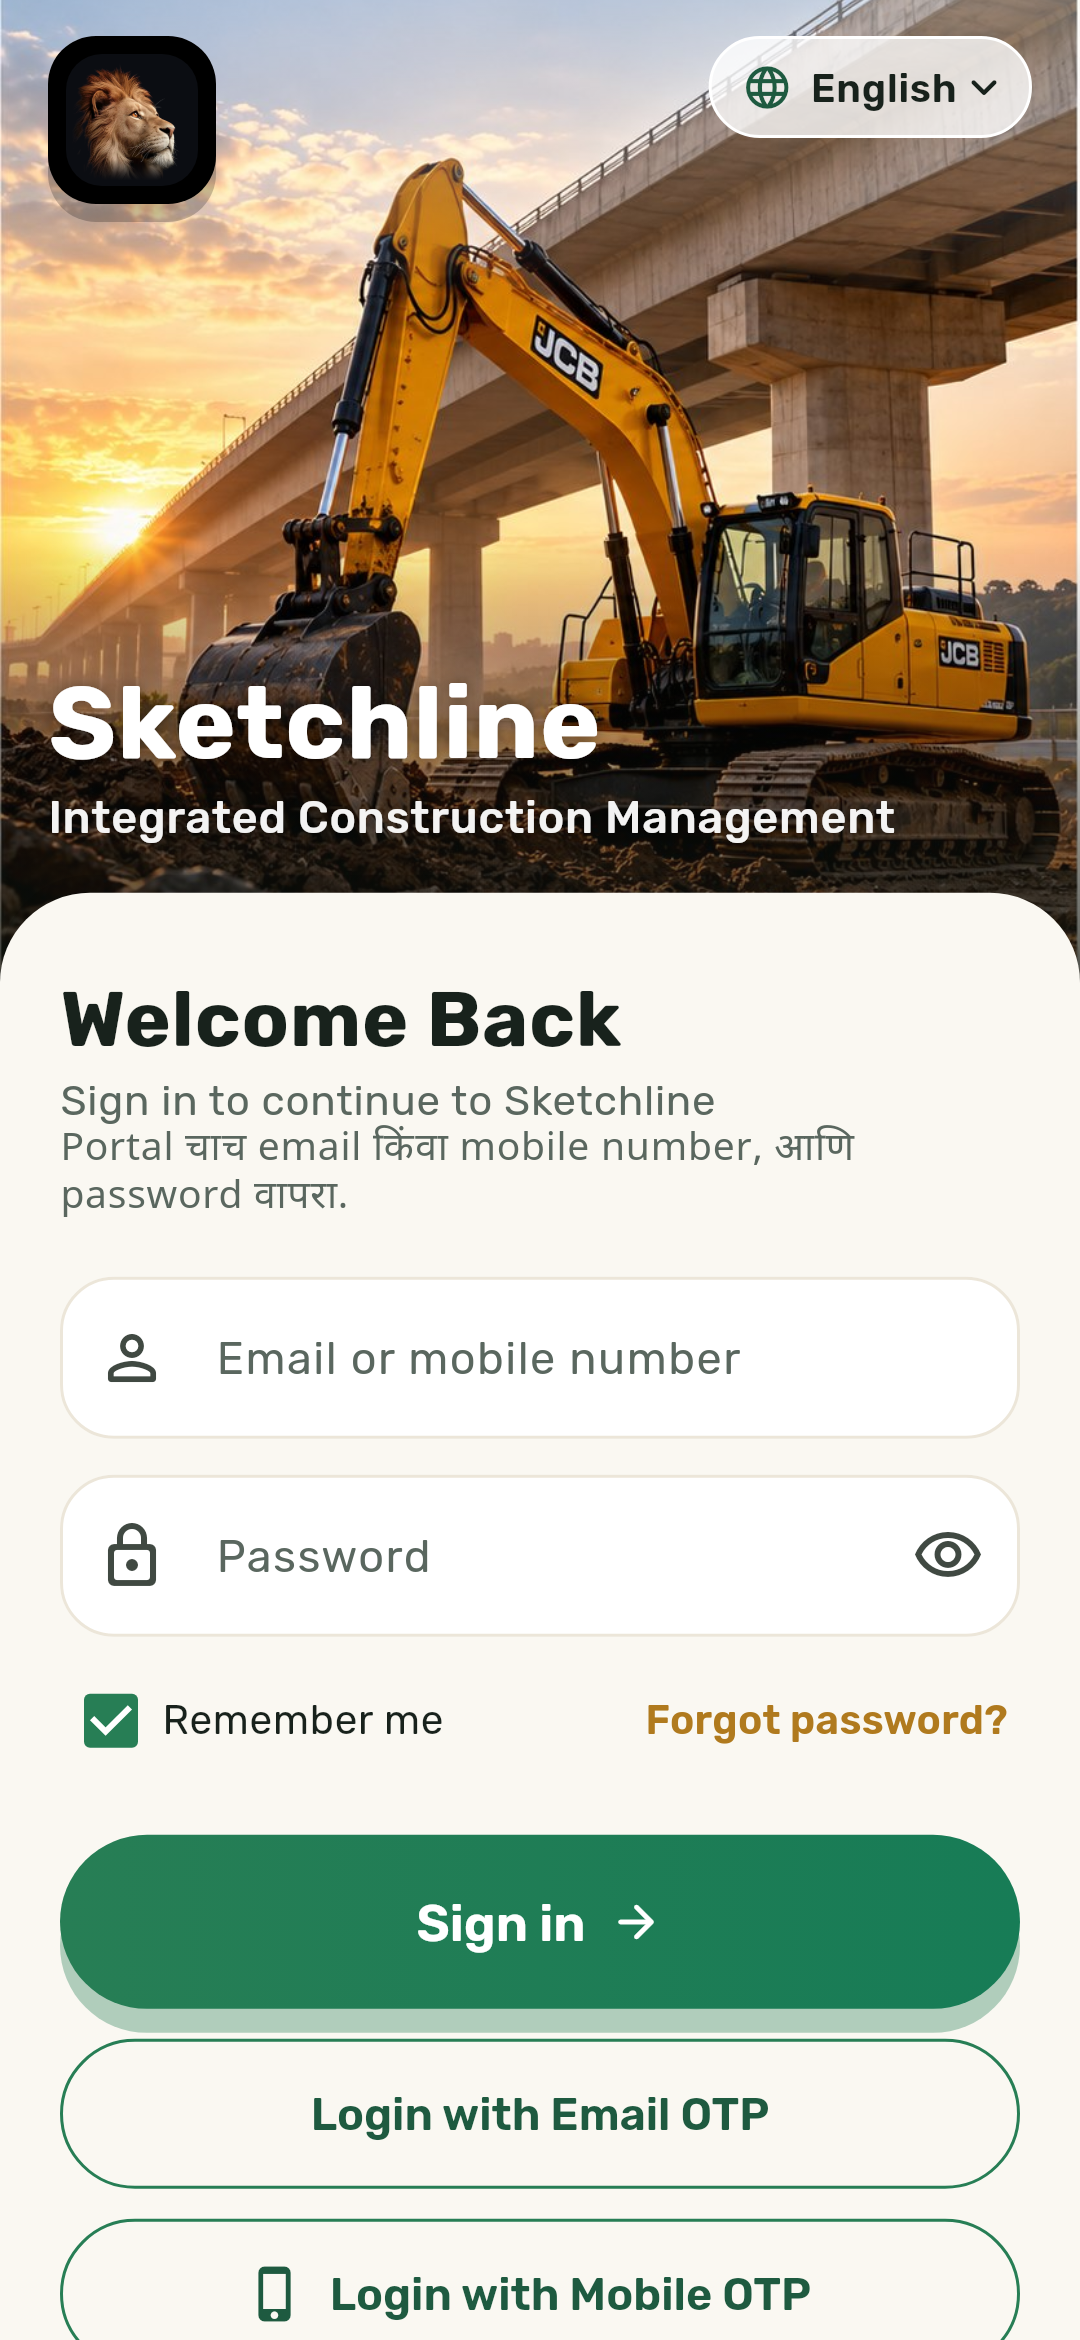 English
JCB
JCB
Sketchline
Integrated Construction Management
Welcome Back
Sign in to continue to Sketchline
Portal चाच email किंवा mobile number, आणि
password वापरा.
Email or mobile number
Password
Remember me
Forgot password?
Sign in
Login with Email OTP
Login with Mobile OTP